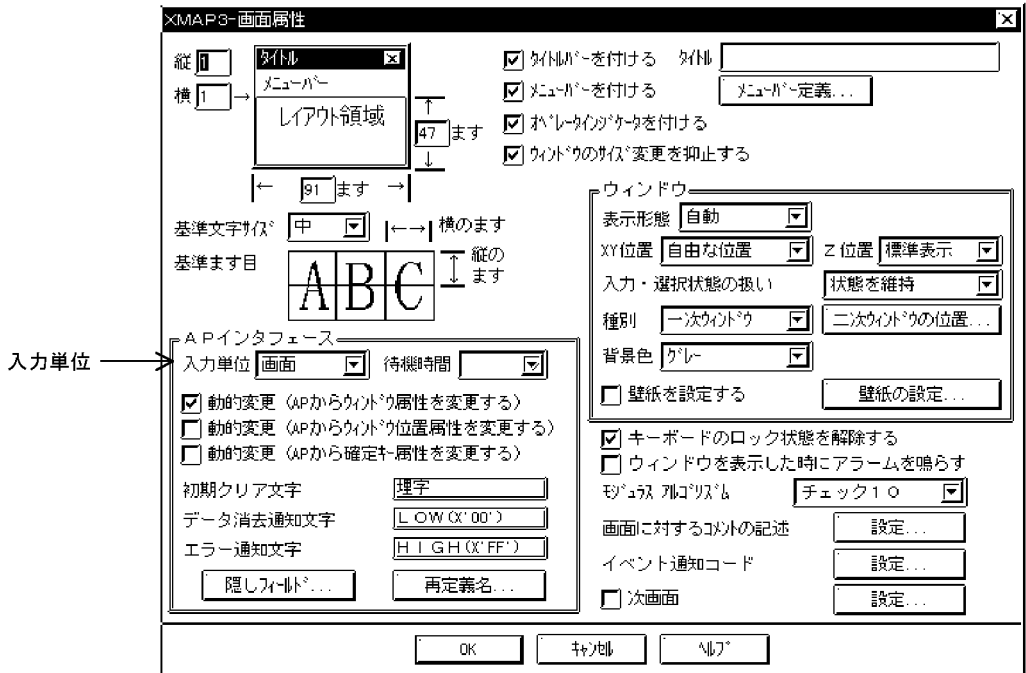 XMAP3-画面属性
縦 1
横 1
ﾀｲﾄﾙ
ﾒﾆｭｰﾊﾞｰ
レイアウト領域
47 ます
91 ます
基準文字ｻｲｽﾞ 中
横のます
基準ます目
ABC
縦の
ます
ﾀｲﾄﾙﾊﾞｰを付ける ﾀｲﾄﾙ
ﾒﾆｭｰﾊﾞｰを付ける ﾒﾆｭｰﾊﾞｰ定義...
ｵﾍﾟﾚｰﾀｲﾝｼﾞｹｰﾀを付ける
ｳｨﾝﾄﾞｳのｻｲｽﾞ変更を抑止する
ウィンドウ
表示形態 自動
XY位置 自由な位置 Z 位置 標準表示
入力・選択状態の扱い 状態を維持
種別 一次ｳｨﾝﾄﾞｳ 二次ｳｨﾝﾄﾞｳの位置...
背景色 ｸﾞﾚｰ
壁紙を設定する 壁紙の設定...
APインタフェース
入力単位
入力単位 画面 待機時間
動的変更（APからｳｨﾝﾄﾞｳ属性を変更する）
動的変更（APからｳｨﾝﾄﾞｳ位置属性を変更する）
動的変更（APから確定ｷｰ属性を変更する）
初期クリア文字 埋字
データ消去通知文字 LOW(X'00')
エラー通知文字 HIGH(X'FF')
隠しﾌｨｰﾙﾄﾞ... 再定義名...
キーボードのロック状態を解除する
ウィンドウを表示した時にアラームを鳴らす
ﾓｼﾞｭﾗｽ ｱﾙｺﾞﾘｽﾞﾑ チェック10
画面に対するｺﾒﾝﾄの記述 設定...
イベント通知コード 設定...
次画面 設定...
OK ｷｬﾝｾﾙ ﾍﾙﾌﾟ